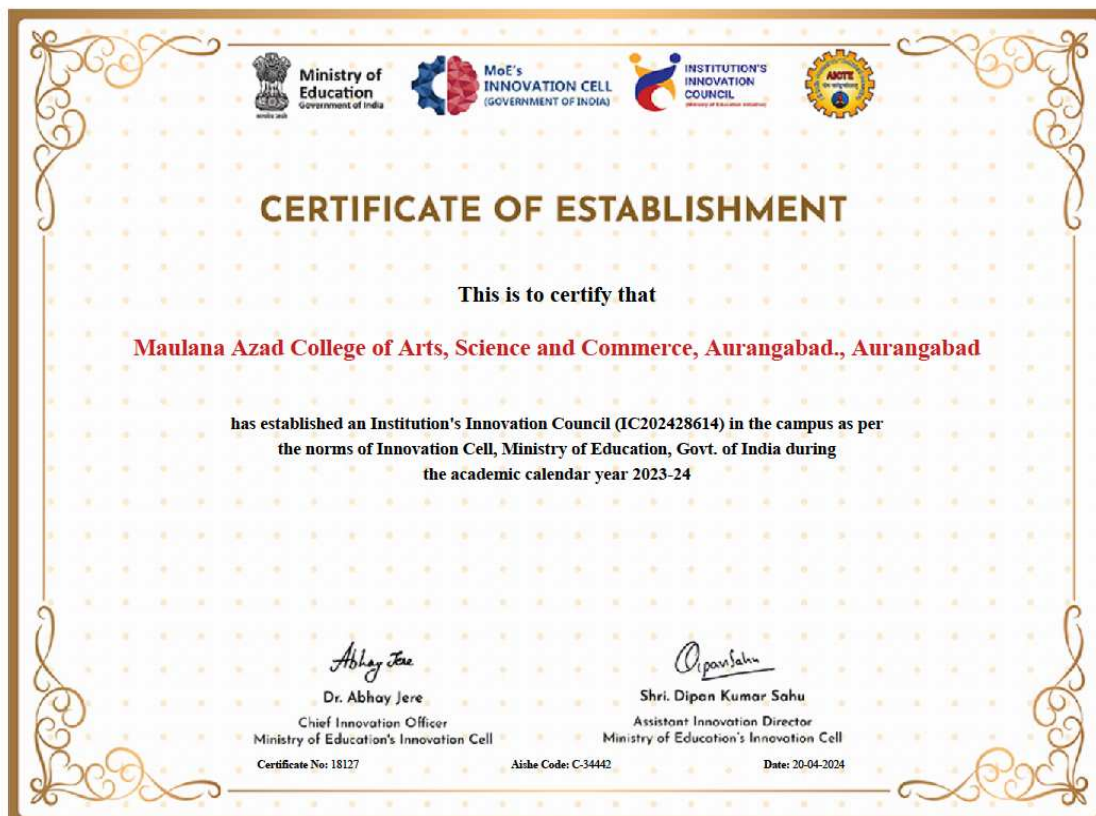 Ministry of
Education
Government of India
MoE's
INNOVATION CELL
(GOVERNMENT OF INDIA)
INSTITUTION'S
INNOVATION
COUNCIL
(Ministry of Education Initiative)
AICTE
CERTIFICATE OF ESTABLISHMENT
This is to certify that
Maulana Azad College of Arts, Science and Commerce, Aurangabad., Aurangabad
has established an Institution's Innovation Council (IC202428614) in the campus as per
the norms of Innovation Cell, Ministry of Education, Govt. of India during
the academic calendar year 2023-24
Abhay Jere
Dipan Sahu
Dr. Abhay Jere
Shri. Dipan Kumar Sahu
Chief Innovation Officer
Assistant Innovation Director
Ministry of Education's Innovation Cell
Ministry of Education's Innovation Cell
Certificate No: 18127
Aishe Code: C-34442
Date: 20-04-2024